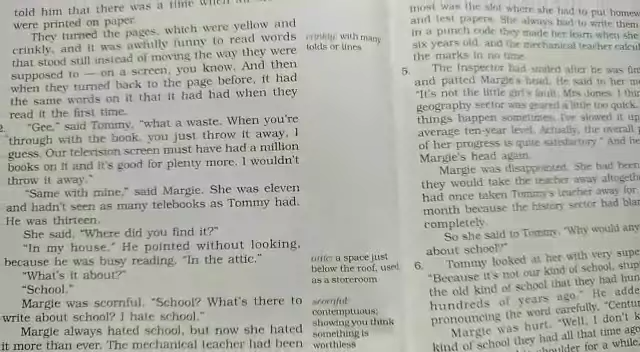 told him that there was a time when
were printed on paper.
They turned the pages, which were yellow and
crinkly, and it was awfully funny to read words
that stood still instead of moving the way they were
supposed to — on a screen, you know. And then
when they turned back to the page before, it had
the same words on it that it had had when they
read it the first time.
2. "Gee," said Tommy, "what a waste. When you're
through with the book, you just throw it away, I
guess. Our television screen must have had a million
books on it and it's good for plenty more. I wouldn't
throw it away."
"Same with mine," said Margie. She was eleven
and hadn't seen as many telebooks as Tommy had.
He was thirteen.
She said, "Where did you find it?"
"In my house." He pointed without looking,
because he was busy reading. "In the attic."
"What's it about?"
"School."
Margie was scornful. "School? What's there to
write about school? I hate school."
Margie always hated school, but now she hated
it more than ever. The mechanical teacher had been
crinkly: with many
folds or lines
attic: a space just
below the roof, used
as a storeroom
scornful:
contemptuous;
showing you think
something is
worthless
most was the slot where she had to put
and test papers. She always had to write them
in a punch code they made her learn when she
six years old, and the mechanical teacher
the marks in no time.
5. The Inspector had smiled after he was
and patted Margie's head. He said to her
"It's not the little girl's fault, Mrs Jones. I
geography sector was geared a little too quick.
things happen sometimes. I've slowed it up
average ten-year level. Actually, the overall
of her progress is quite satisfactory." And he
Margie's head again.
Margie was disappointed. She had been
they would take the teacher away
had once taken Tommy's teacher away for
month because the history sector had
completely.
So she said to Tommy, "Why would any
about school?"
6. Tommy looked at her with very
"Because it's not our kind of school,
the old kind of school that they had
hundreds of years ago." He
pronouncing the word carefully,
Margie was hurt. "Well, I don't
kind of school they had all that time
shoulder for a while,